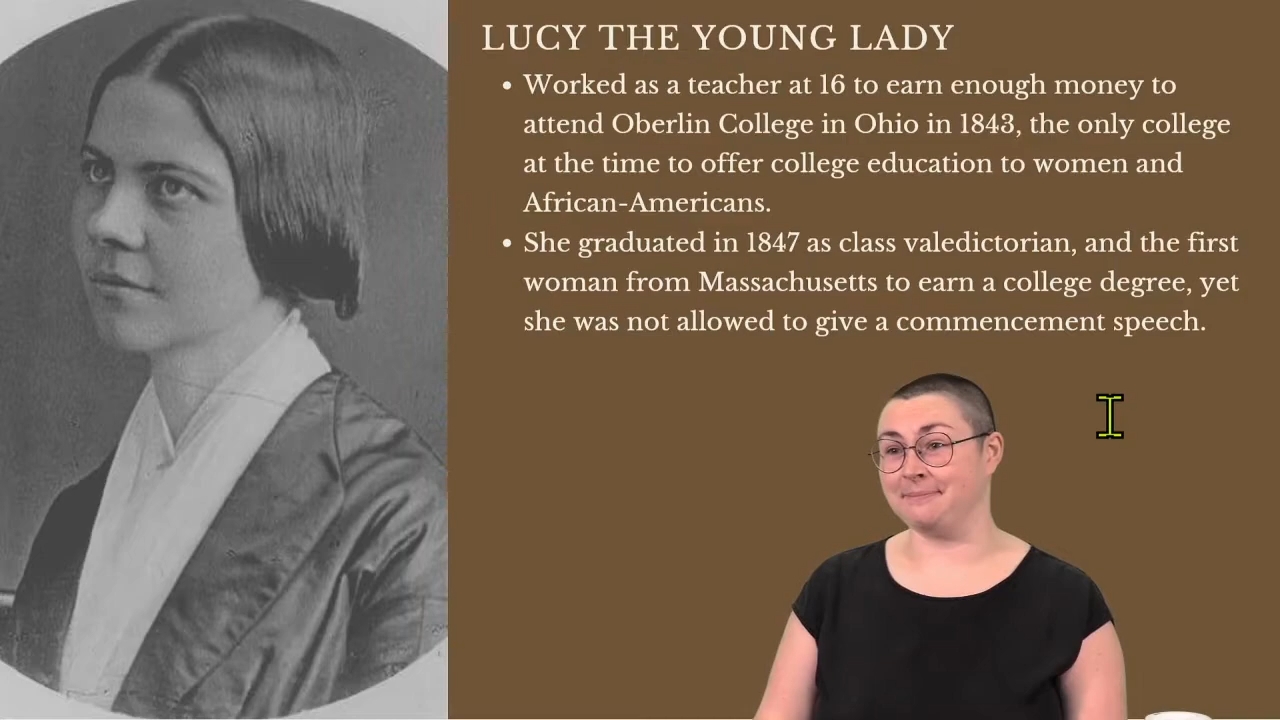 LUCY THE YOUNG LADY
• Worked as a teacher at 16 to earn enough money to
attend Oberlin College in Ohio in 1843, the only college
at the time to offer college education to women and
African-Americans.
• She graduated in 1847 as class valedictorian, and the first
woman from Massachusetts to earn a college degree, yet
she was not allowed to give a commencement speech.